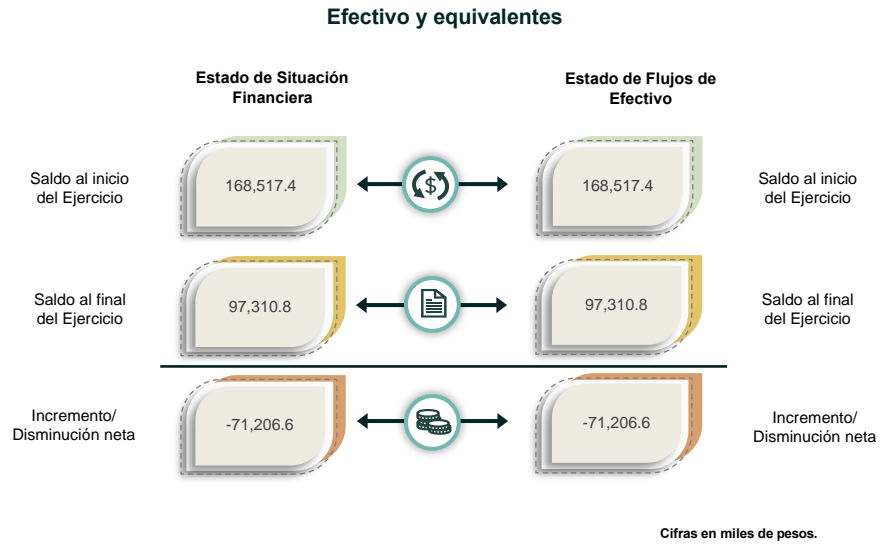 Efectivo y equivalentes
Estado de Situación
Financiera
Estado de Flujos de
Efectivo
Saldo al inicio
del Ejercicio
168,517.4
$
168,517.4
Saldo al inicio
del Ejercicio
Saldo al final
del Ejercicio
97,310.8
97,310.8
Saldo al final
del Ejercicio
Incremento/
Disminución neta
-71,206.6
-71,206.6
Incremento/
Disminución neta
Cifras en miles de pesos.